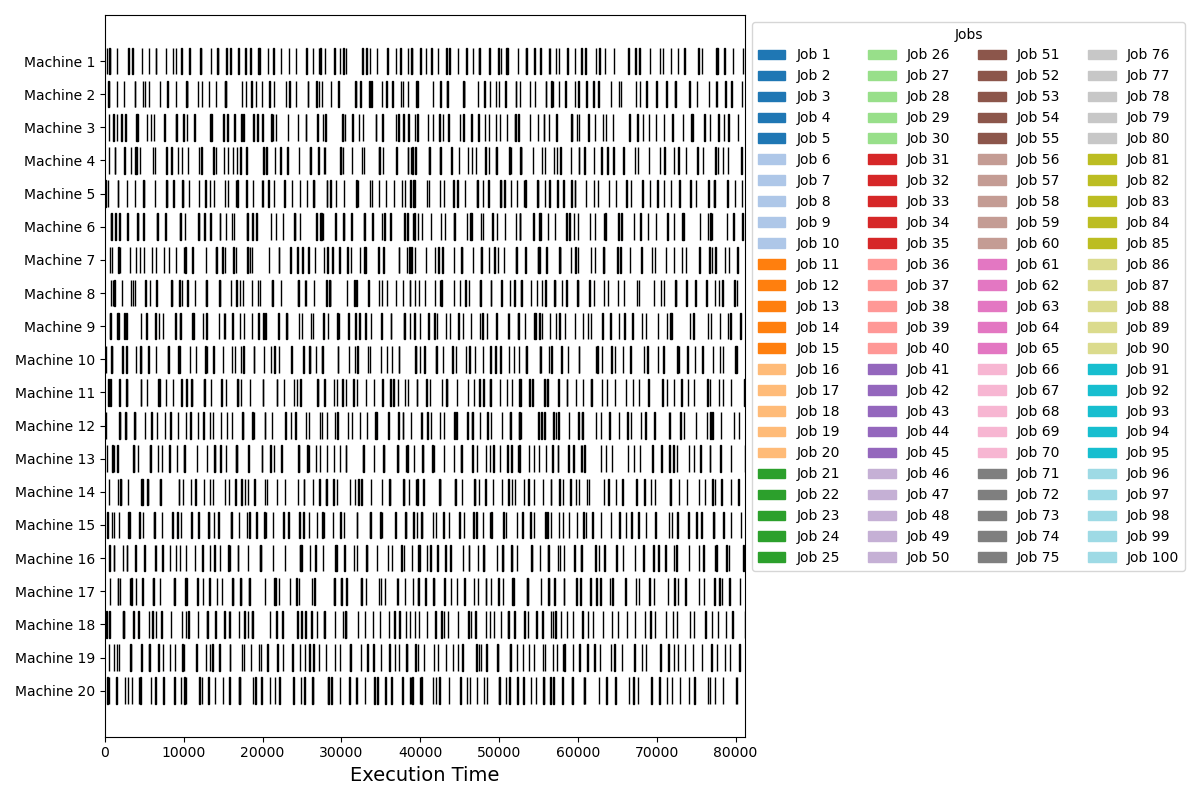 Jobs
Machine 1
Machine 2
Machine 3
Machine 4
Machine 5
Machine 6
Machine 7
Machine 8
Machine 9
Machine 10
Machine 11
Machine 12
Machine 13
Machine 14
Machine 15
Machine 16
Machine 17
Machine 18
Machine 19
Machine 20
0 10000 20000 30000 40000 50000 60000 70000 80000
Execution Time
Job 1 Job 26 Job 51 Job 76
Job 2 Job 27 Job 52 Job 77
Job 3 Job 28 Job 53 Job 78
Job 4 Job 29 Job 54 Job 79
Job 5 Job 30 Job 55 Job 80
Job 6 Job 31 Job 56 Job 81
Job 7 Job 32 Job 57 Job 82
Job 8 Job 33 Job 58 Job 83
Job 9 Job 34 Job 59 Job 84
Job 10 Job 35 Job 60 Job 85
Job 11 Job 36 Job 61 Job 86
Job 12 Job 37 Job 62 Job 87
Job 13 Job 38 Job 63 Job 88
Job 14 Job 39 Job 64 Job 89
Job 15 Job 40 Job 65 Job 90
Job 16 Job 41 Job 66 Job 91
Job 17 Job 42 Job 67 Job 92
Job 18 Job 43 Job 68 Job 93
Job 19 Job 44 Job 69 Job 94
Job 20 Job 45 Job 70 Job 95
Job 21 Job 46 Job 71 Job 96
Job 22 Job 47 Job 72 Job 97
Job 23 Job 48 Job 73 Job 98
Job 24 Job 49 Job 74 Job 99
Job 25 Job 50 Job 75 Job 100